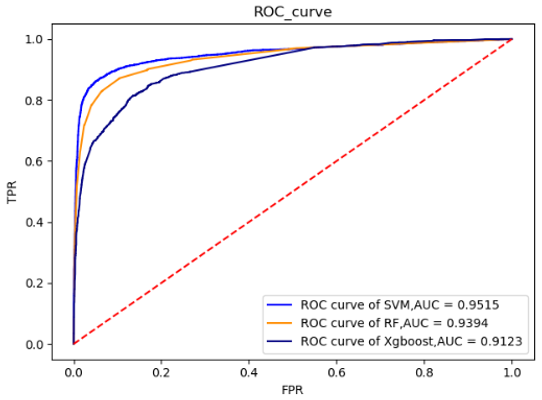 ROC_curve
1.0
0.8
0.6
0.4
0.2
0.0
TPR
ROC curve of SVM,AUC = 0.9515
ROC curve of RF,AUC = 0.9394
ROC curve of Xgboost,AUC = 0.9123
0.0 0.2 0.4 0.6 0.8 1.0
FPR